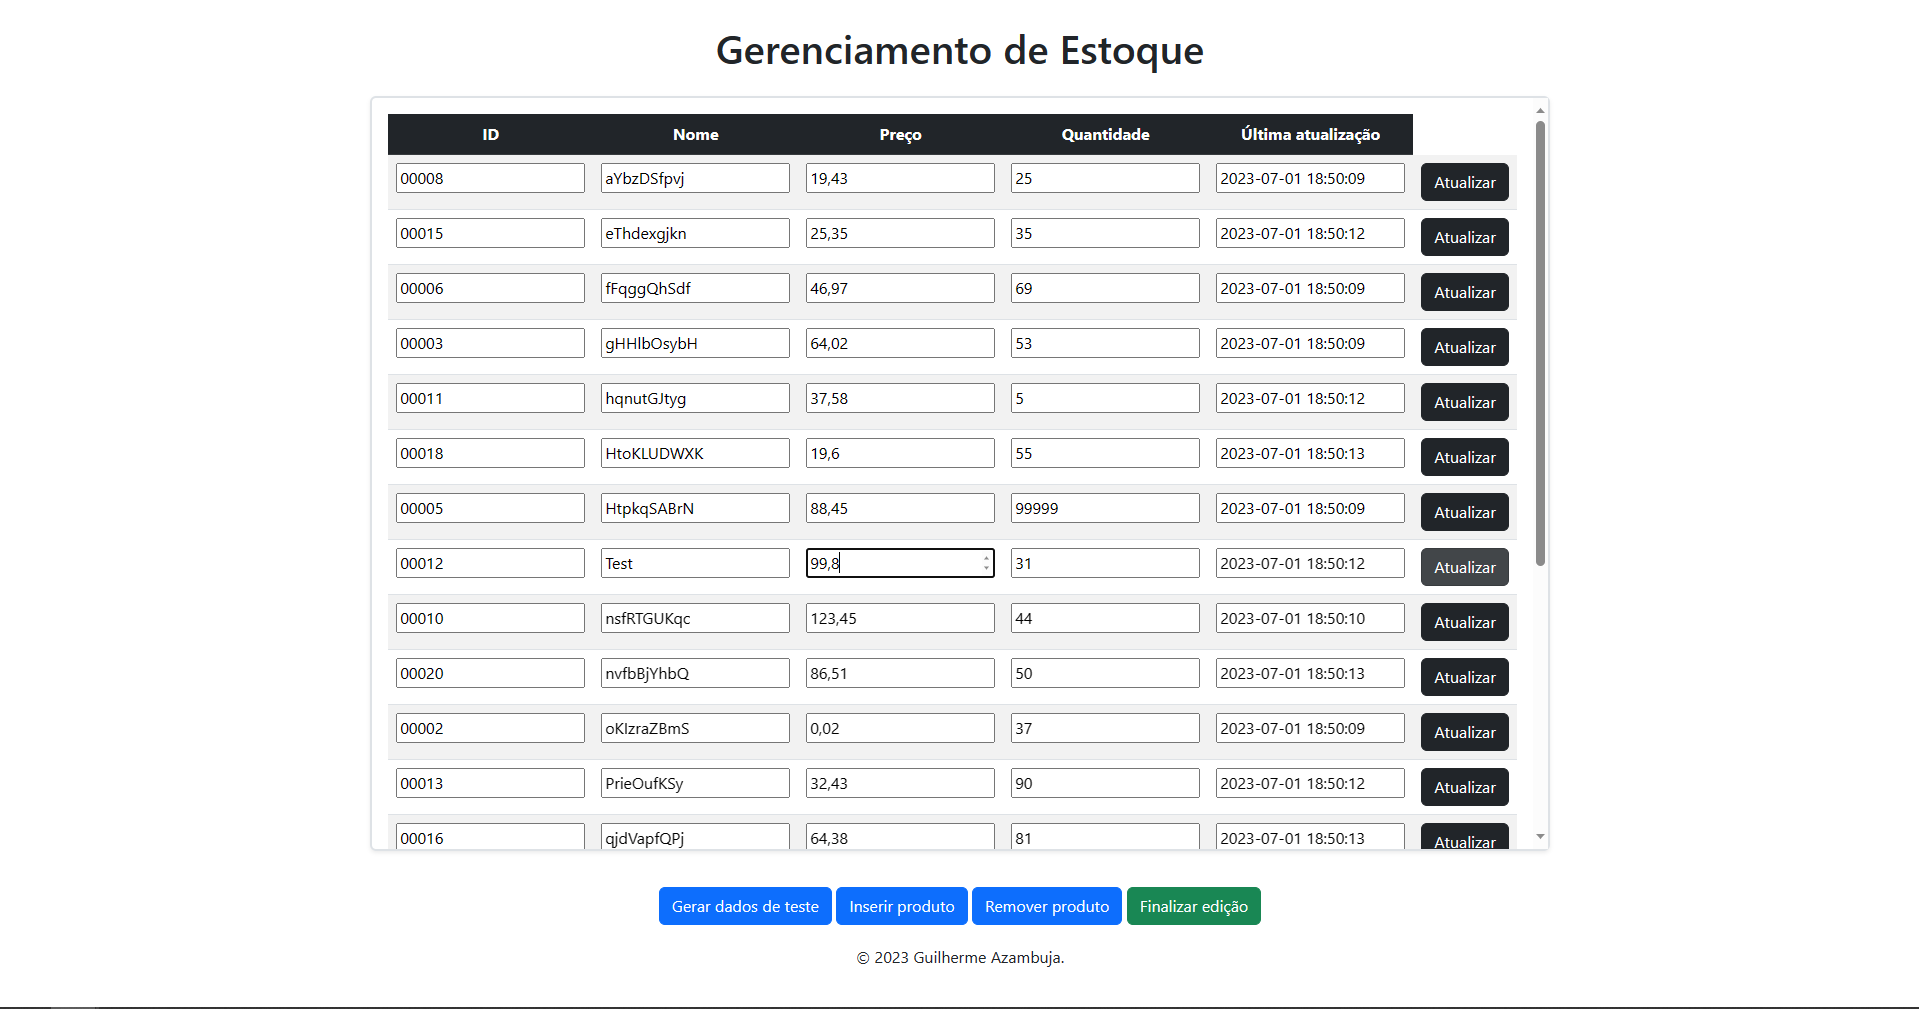 Gerenciamento de Estoque
ID Nome Preço Quantidade Última atualização
00008 aYbzDSfpvj 19,43 25 2023-07-01 18:50:09 Atualizar
00015 eThdexgjkn 25,35 35 2023-07-01 18:50:12 Atualizar
00006 fFqggQhSdf 46,97 69 2023-07-01 18:50:09 Atualizar
00003 gHHlbOsybH 64,02 53 2023-07-01 18:50:09 Atualizar
00011 hqnutGJtyg 37,58 5 2023-07-01 18:50:12 Atualizar
00018 HtoKLUDWXK 19,6 55 2023-07-01 18:50:13 Atualizar
00005 HtpkqSABrN 88,45 99999 2023-07-01 18:50:09 Atualizar
00012 Test 99,8 31 2023-07-01 18:50:12 Atualizar
00010 nsfRTGUKqc 123,45 44 2023-07-01 18:50:10 Atualizar
00020 nvfbBjYhbQ 86,51 50 2023-07-01 18:50:13 Atualizar
00002 oKIzraZBmS 0,02 37 2023-07-01 18:50:09 Atualizar
00013 PrieOufKSy 32,43 90 2023-07-01 18:50:12 Atualizar
00016 qjdVapfQPj 64,38 81 2023-07-01 18:50:13 Atualizar
Gerar dados de teste Inserir produto Remover produto Finalizar edição
© 2023 Guilherme Azambuja.